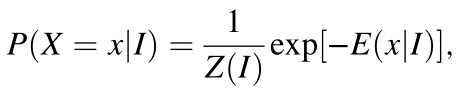 P(X = x|I) = \frac{1}{Z(I)} exp[−E(x|I)],